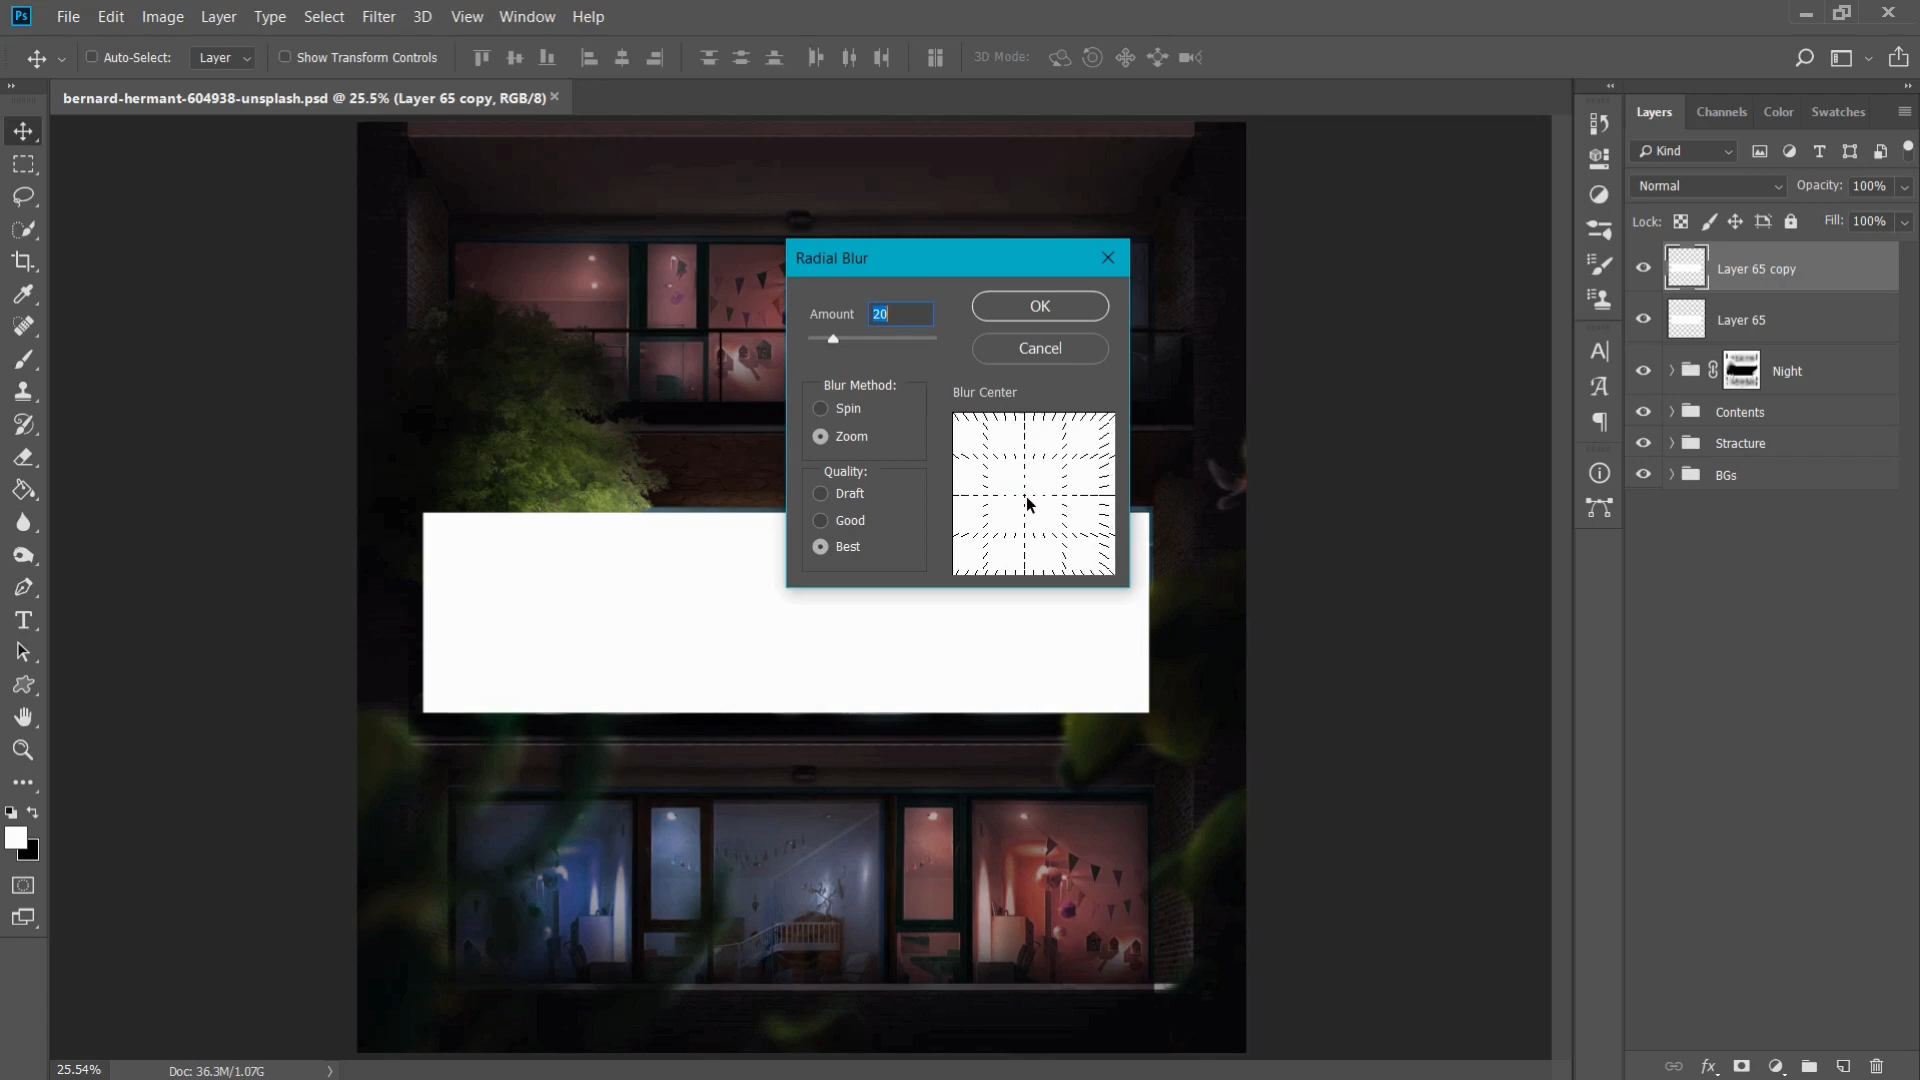 Ps File Edit Image Layer Type Select Filter 3D View Window Help
Auto-Select: Layer Show Transform Controls 3D Mode:
bernard-hermant-604938-unsplash.psd @ 25.5% (Layer 65 copy, RGB/8)
Radial Blur
Amount 20
OK
Cancel
Blur Method:
Spin
Zoom
Quality:
Draft
Good
Best
Blur Center
Layers Channels Color Swatches
Kind
Normal Opacity: 100%
Lock: Fill: 100%
Layer 65 copy
Layer 65
Night
Contents
Stracture
BGs
25.54% Doc: 36.3M/1.07G